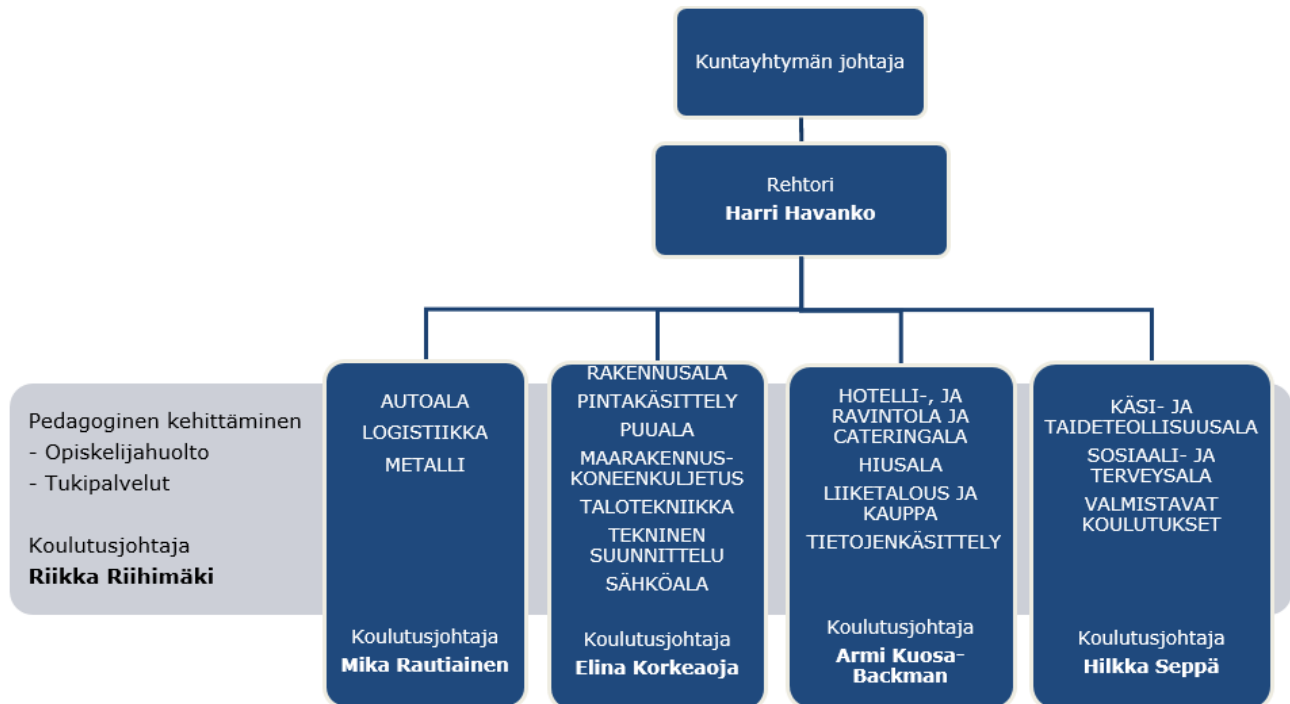 Kuntayhtymän johtaja
Rehtori
Harri Havanko
Pedagoginen kehittäminen
- Opiskelijahuolto
- Tukipalvelut
Koulutusjohtaja
Riikka Riihimäki
AUTOALA
LOGISTIIKKA
METALLI
Koulutusjohtaja
Mika Rautiainen
RAKENNUSALA
PINTAKÄSITTELY
PUUALA
MAARAKENNUS-
KONEENKULJETUS
TALOTEKNIIKKA
TEKNINEN
SUUNNITTELU
SÄHKÖALA
Koulutusjohtaja
Elina Korkeaoja
HOTELLI-, JA
RAVINTOLA JA
CATERINGALA
HIUSALA
LIIKETALOUS JA
KAUPPA
TIETOJENKÄSITTELY
Koulutusjohtaja
Armi Kuosa-
Backman
KÄSI- JA
TAIDETEOLLISUUSALA
SOSIAALI- JA
TERVEYSALA
VALMISTAVAT
KOULUTUKSET
Koulutusjohtaja
Hilkka Seppä